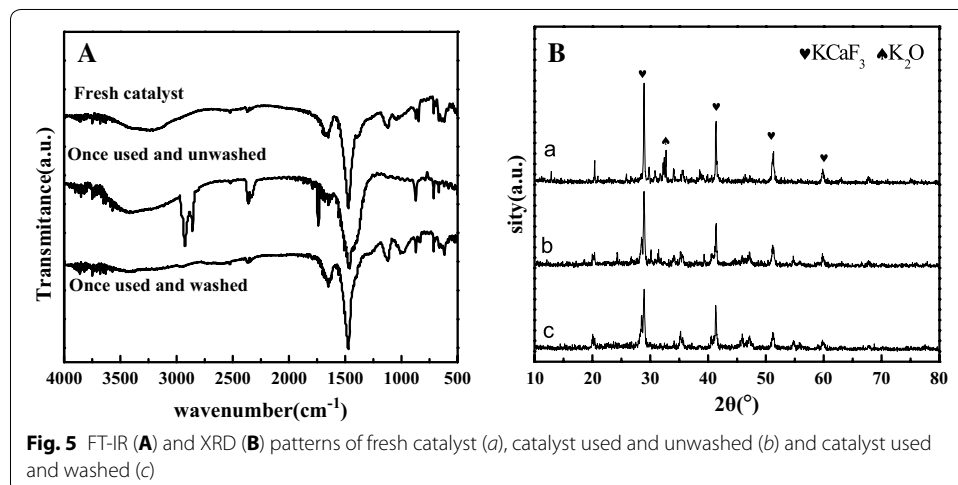 A
Fresh catalyst
Once used and unwashed
Once used and washed
Transmitance(a.u.)
4000 3500 3000 2500 2000 1500 1000 500
wavenumber(cm⁻¹)
B
♥KCaF₃ ♠K₂O
a
b
c
sity(a.u.)
10 20 30 40 50 60 70 80
2θ(°)
Fig. 5 FT-IR (A) and XRD (B) patterns of fresh catalyst (a), catalyst used and unwashed (b) and catalyst used
and washed (c)